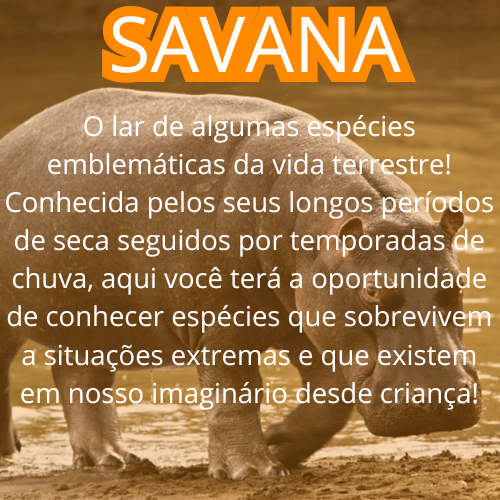 SAVANA
O lar de algumas espécies
emblemáticas da vida terrestre!
Conhecida pelos seus longos períodos
de seca seguidos por temporadas de
chuva, aqui você terá a oportunidade
de conhecer espécies que sobrevivem
a situações extremas e que existem
em nosso imaginário desde criança!